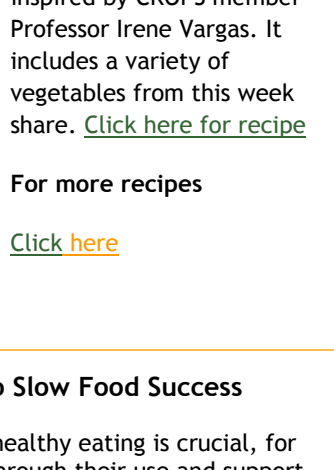 inspired by CROPS member
Professor Irene Vargas. It
includes a variety of
vegetables from this week
share. Click here for recipe
For more recipes
Click here
Slow Food Success
healthy eating is crucial, for
through their use and support